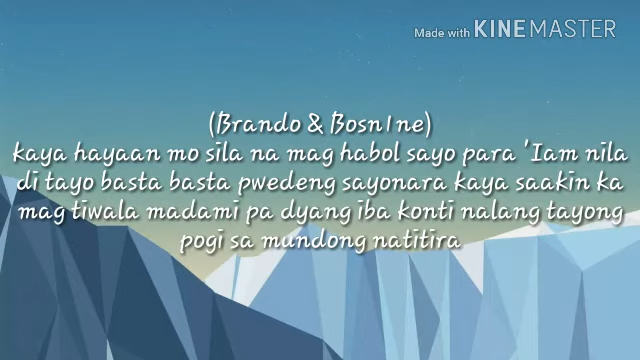 Made with KINEMASTER
(Brando & Bosn1ne)
kaya hayaan mo sila na mag habol sayo para 'Iam nila
di tayo basta basta pwedeng sayonara kaya saakin ka
mag tiwala madami pa dyang iba konti nalang tayong
pogi sa mundong natitira